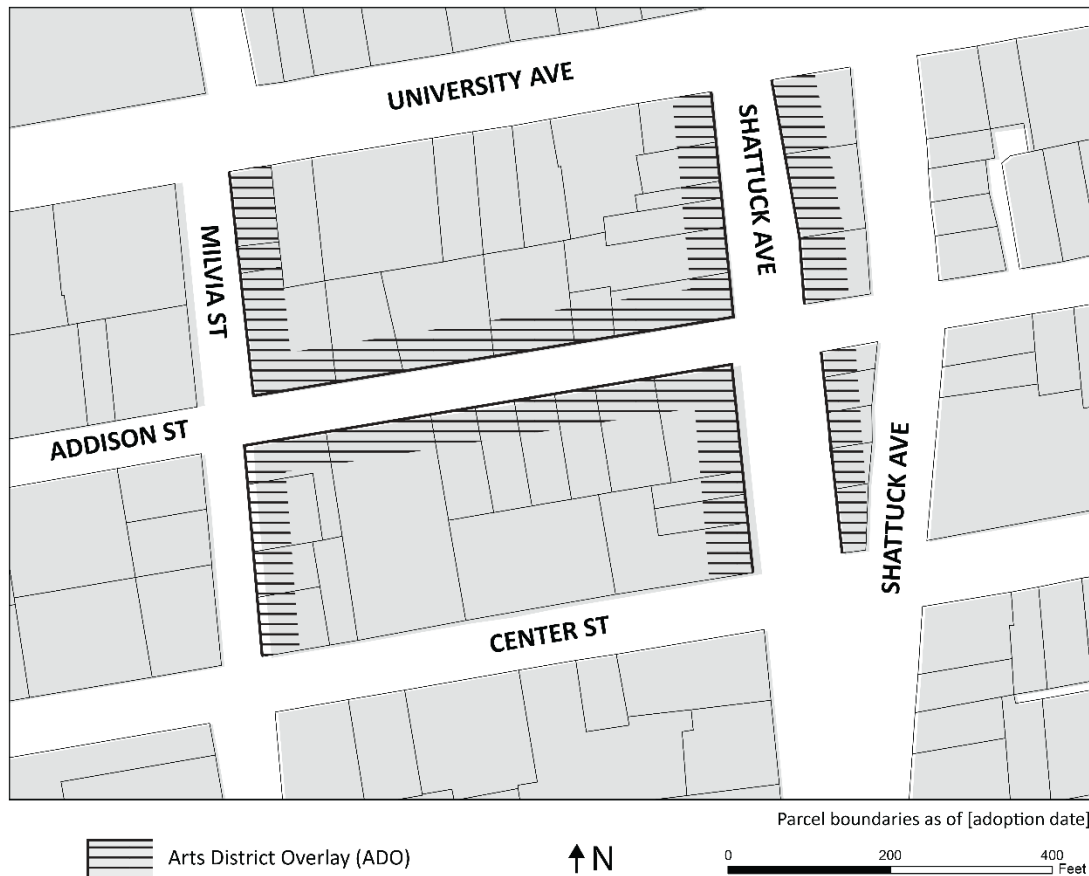 UNIVERSITY AVE
SHATTUCK AVE
MILVIA ST
ADDISON ST
SHATTUCK AVE
CENTER ST
Parcel boundaries as of [adoption date]
Arts District Overlay (ADO)
N
0 200 400
Feet